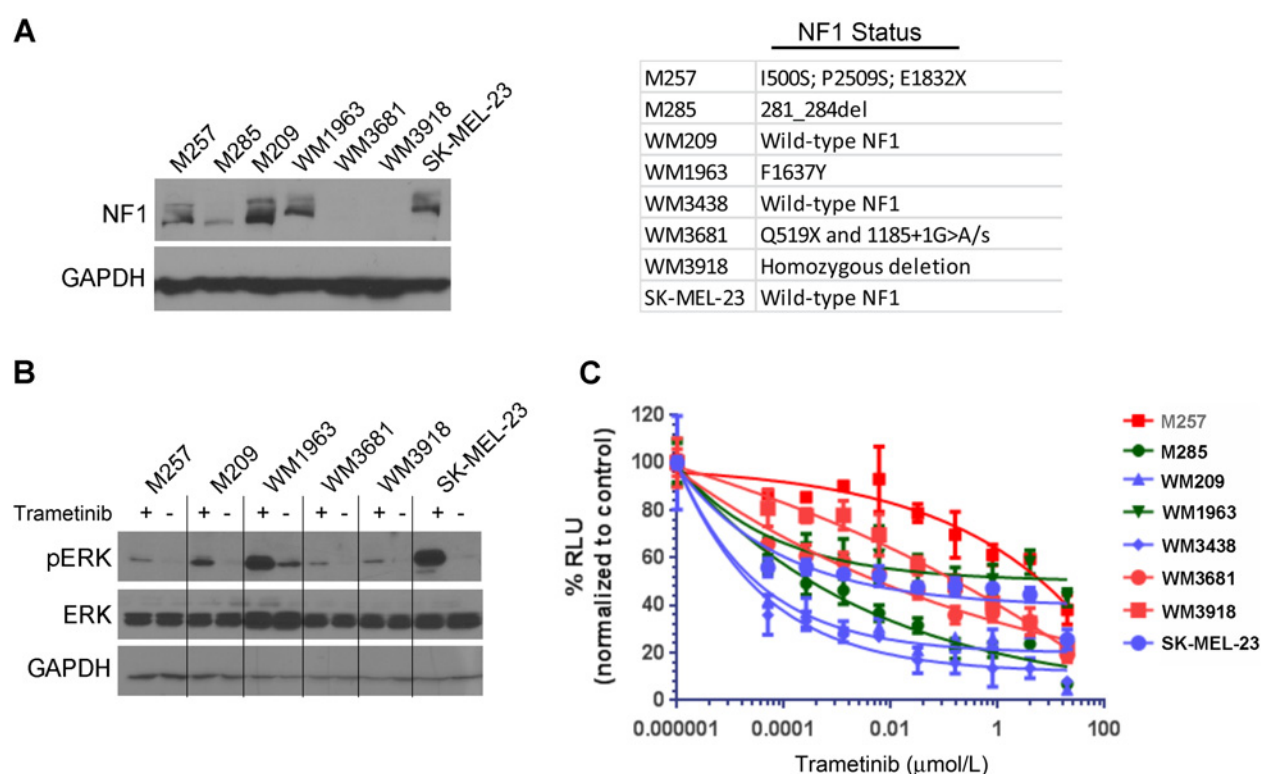 A
M257
M285
M209
WM1963
WM3681
WM3918
SK-MEL-23
NF1
GAPDH
NF1 Status
M257 I500S; P2509S; E1832X
M285 281_284del
WM209 Wild-type NF1
WM1963 F1637Y
WM3438 Wild-type NF1
WM3681 Q519X and 1185+1G>A/s
WM3918 Homozygous deletion
SK-MEL-23 Wild-type NF1
B
M257
M209
WM1963
WM3681
WM3918
SK-MEL-23
Trametinib + - + - + - + - + - + -
pERK
ERK
GAPDH
C
% RLU
(normalized to control)
120
100
80
60
40
20
0
0.000001 0.0001 0.01 1 100
Trametinib (μmol/L)
M257
M285
WM209
WM1963
WM3438
WM3681
WM3918
SK-MEL-23